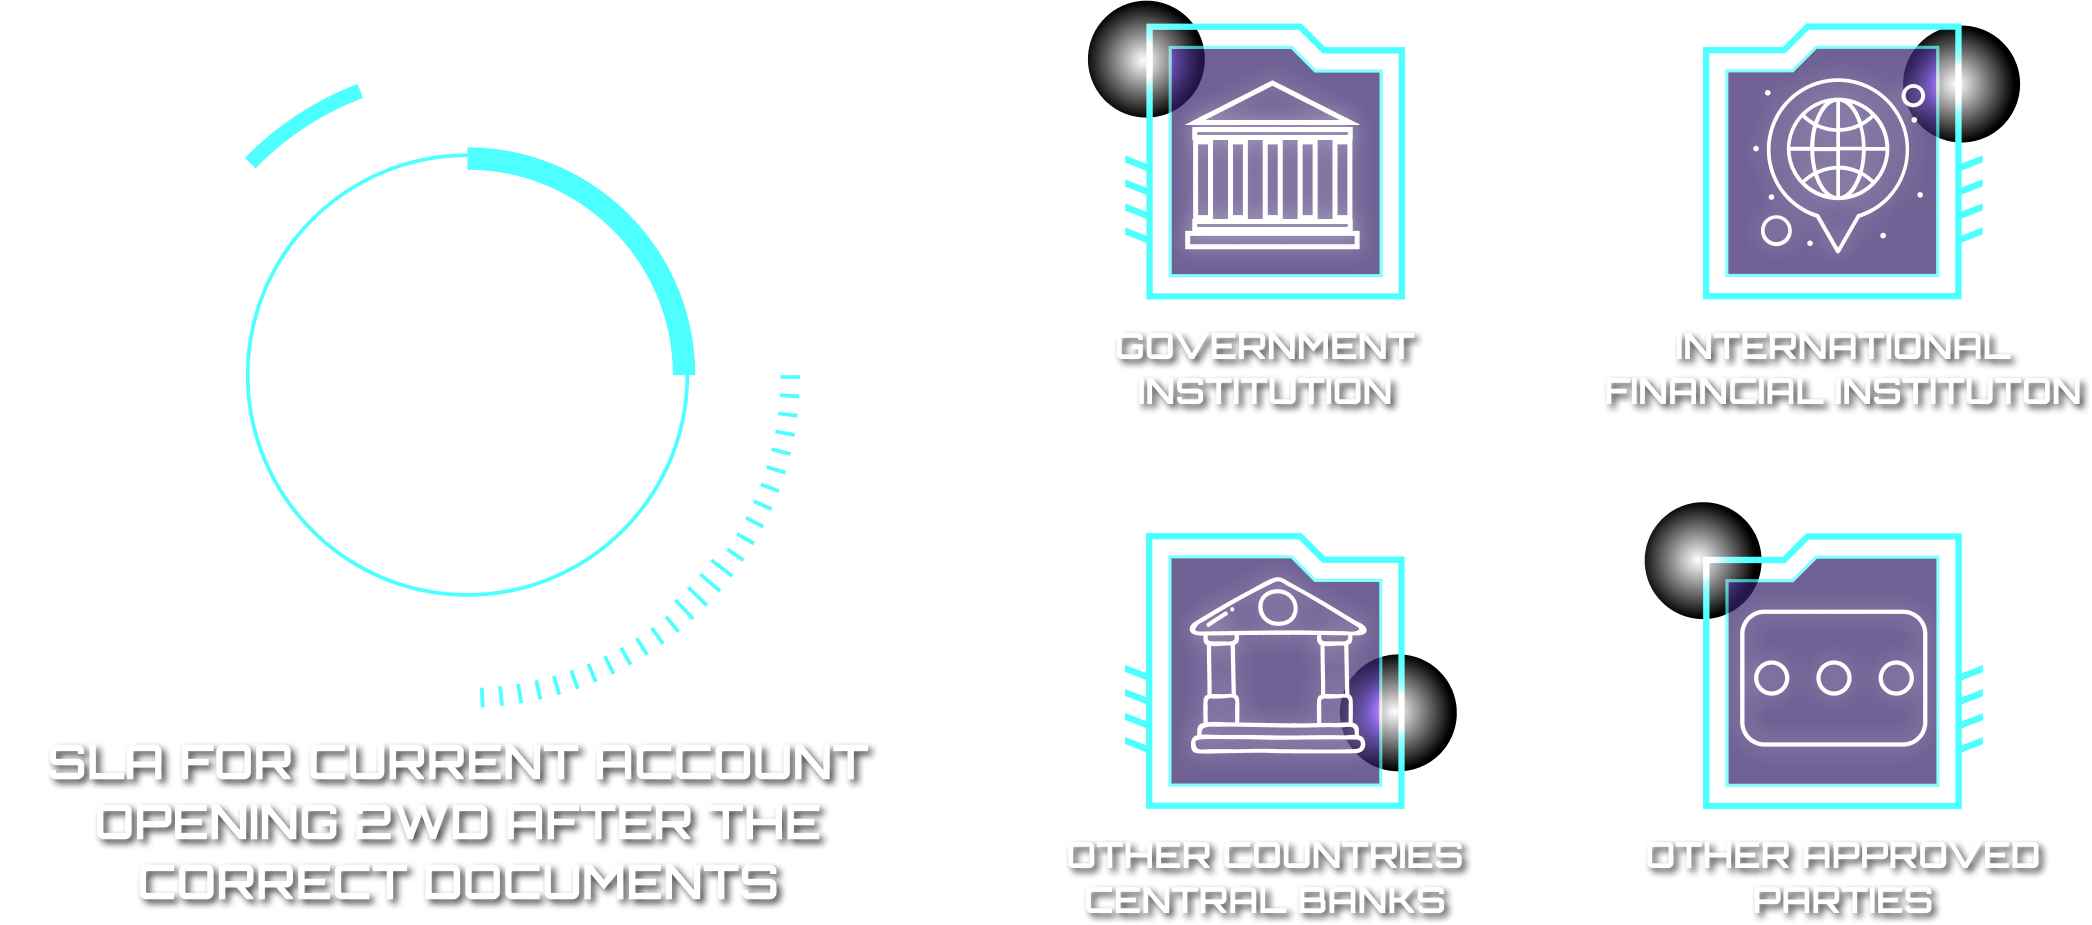 GOVERNMENT
INSTITUTION
INTERNATIONAL
FINANCIAL INSTITUTON
SLA FOR CURRENT ACCOUNT
OPENING 2WD AFTER THE
CORRECT DOCUMENTS
OTHER COUNTRIES
CENTRAL BANKS
OTHER APPROVED
PARTIES